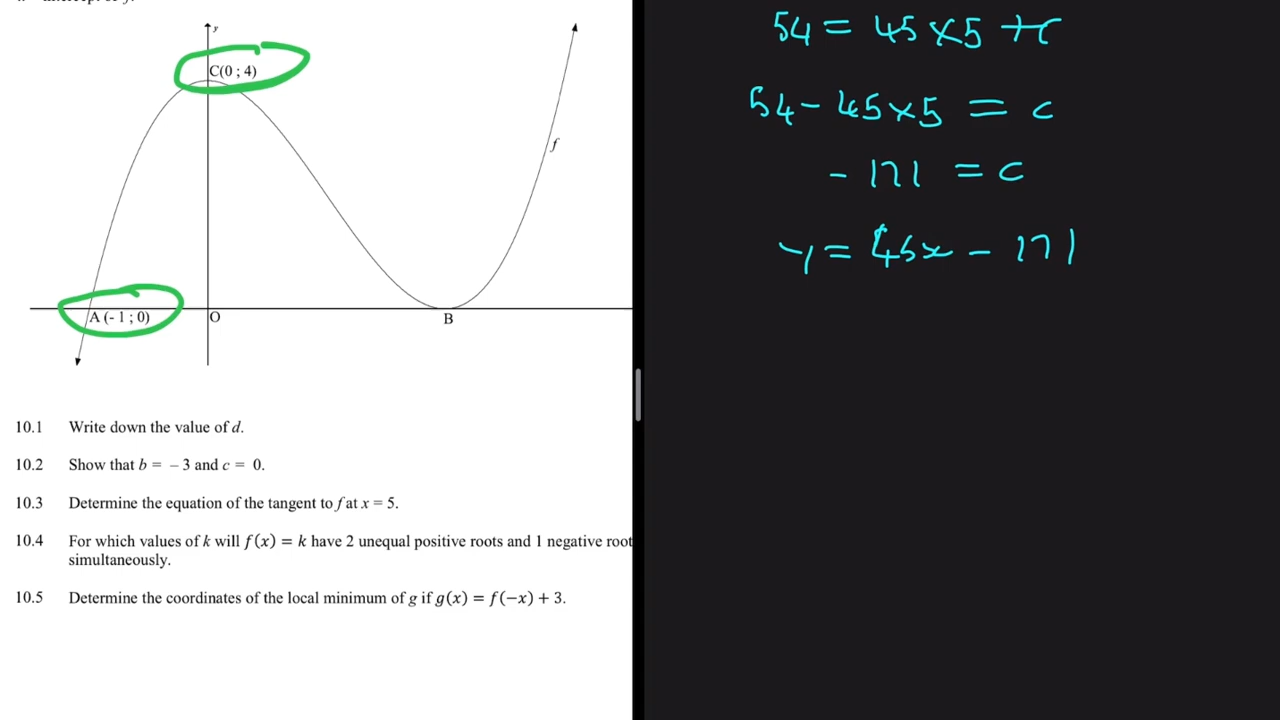 y
C(0 ; 4)
f
A (- 1 ; 0)
O
B
10.1 Write down the value of d.
10.2 Show that b = – 3 and c = 0.
10.3 Determine the equation of the tangent to f at x = 5.
10.4 For which values of k will f(x) = k have 2 unequal positive roots and 1 negative root
simultaneously.
10.5 Determine the coordinates of the local minimum of g if g(x) = f(−x) + 3.
54 = 45 × 5 + c
54 - 45 × 5 = c
- 171 = c
y = 45x - 171